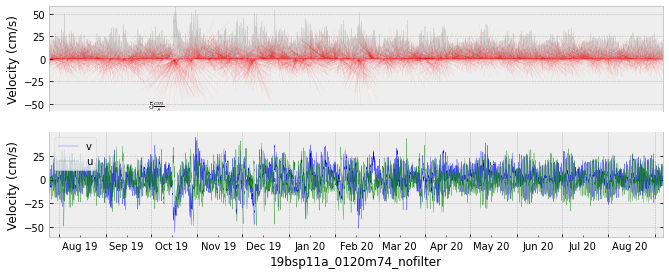 Velocity (cm/s)
50
25
0
-25
-50
5 cm/s
Velocity (cm/s)
25
0
-25
-50
v
u
Aug 19 Sep 19 Oct 19 Nov 19 Dec 19 Jan 20 Feb 20 Mar 20 Apr 20 May 20 Jun 20 Jul 20 Aug 20
19bsp11a_0120m74_nofilter